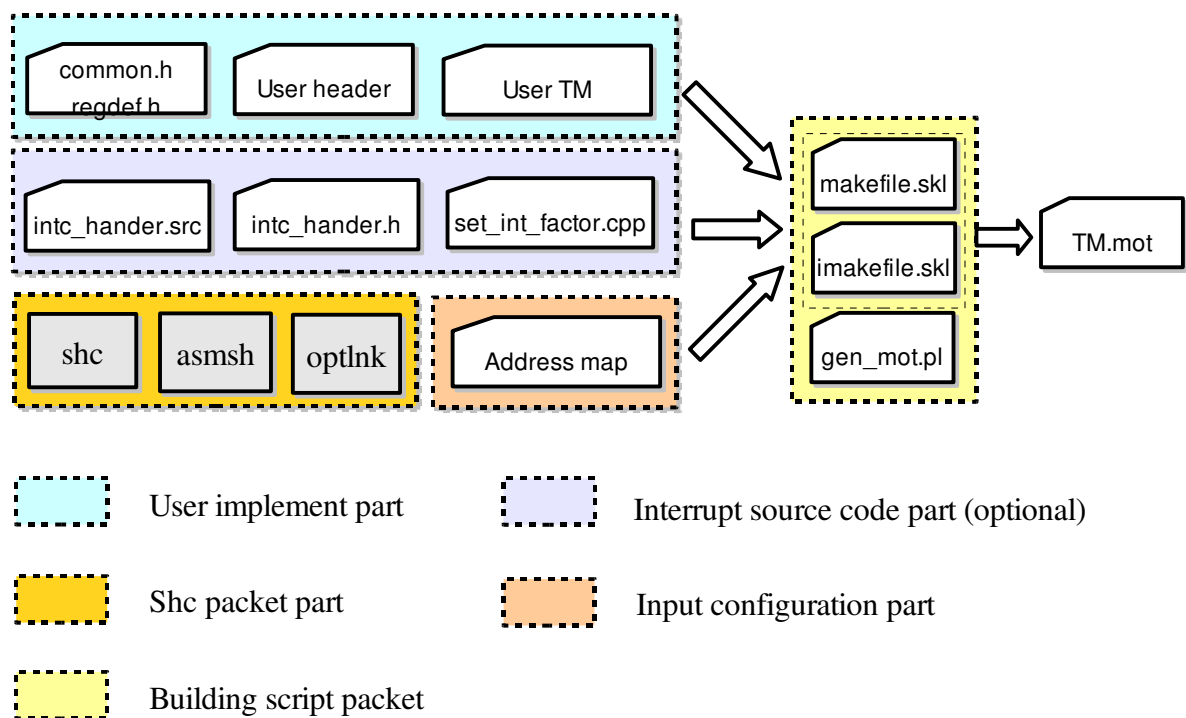 common.h
regdef.h
User header
User TM
intc_hander.src
intc_hander.h
set_int_factor.cpp
shc
asmsh
optlnk
Address map
makefile.skl
imakefile.skl
gen_mot.pl
TM.mot
User implement part
Interrupt source code part (optional)
Shc packet part
Input configuration part
Building script packet